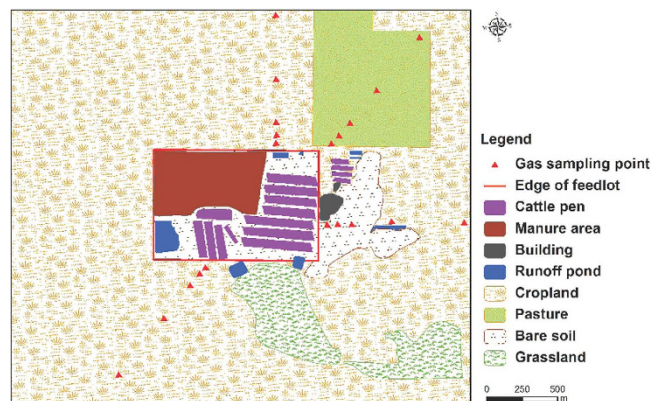 Legend
Gas sampling point
Edge of feedlot
Cattle pen
Manure area
Building
Runoff pond
Cropland
Pasture
Bare soil
Grassland
0 250 500
m